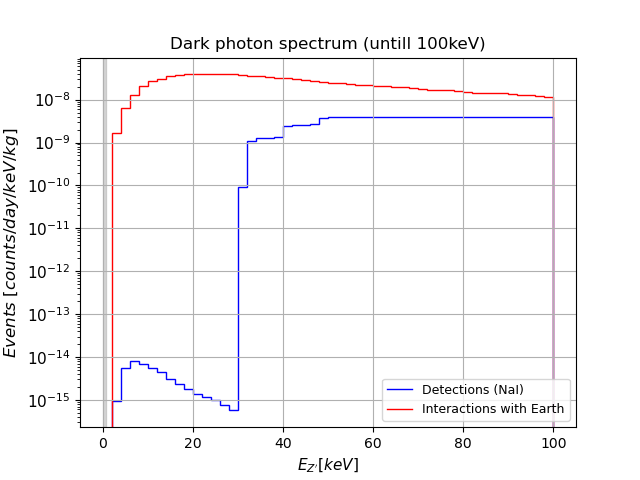 Dark photon spectrum (untill 100keV)
Events [counts/day/keV/kg]
10⁻⁸
10⁻⁹
10⁻¹⁰
10⁻¹¹
10⁻¹²
10⁻¹³
10⁻¹⁴
10⁻¹⁵
Detections (NaI)
Interactions with Earth
0 20 40 60 80 100
E_Z′[keV]